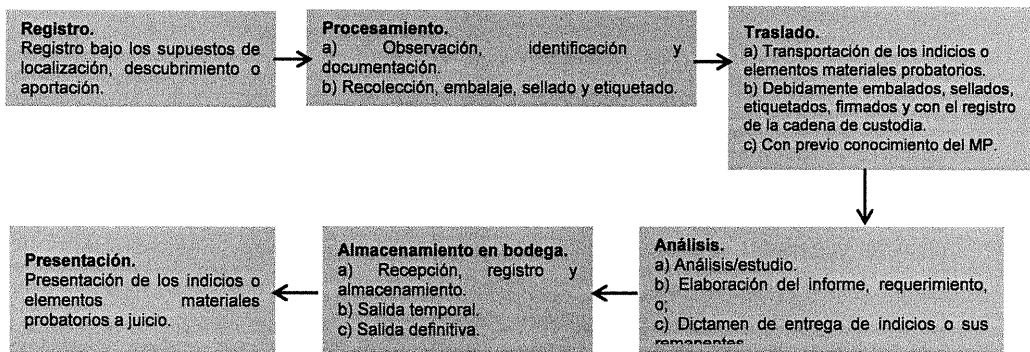 Registro.
Registro bajo los supuestos de
localización, descubrimiento o
aportación.
Procesamiento.
a) Observación, identificación y
documentación.
b) Recolección, embalaje, sellado y etiquetado.
Traslado.
a) Transportación de los indicios o
elementos materiales probatorios.
b) Debidamente embalados, sellados,
etiquetados, firmados y con el registro
de la cadena de custodia.
c) Con previo conocimiento del MP.
Análisis.
a) Análisis/estudio.
b) Elaboración del informe, requerimiento,
o;
c) Dictamen de entrega de indicios o sus
remanentes
Almacenamiento en bodega.
a) Recepción, registro y
almacenamiento.
b) Salida temporal.
c) Salida definitiva.
Presentación.
Presentación de los indicios o
elementos materiales
probatorios a juicio.